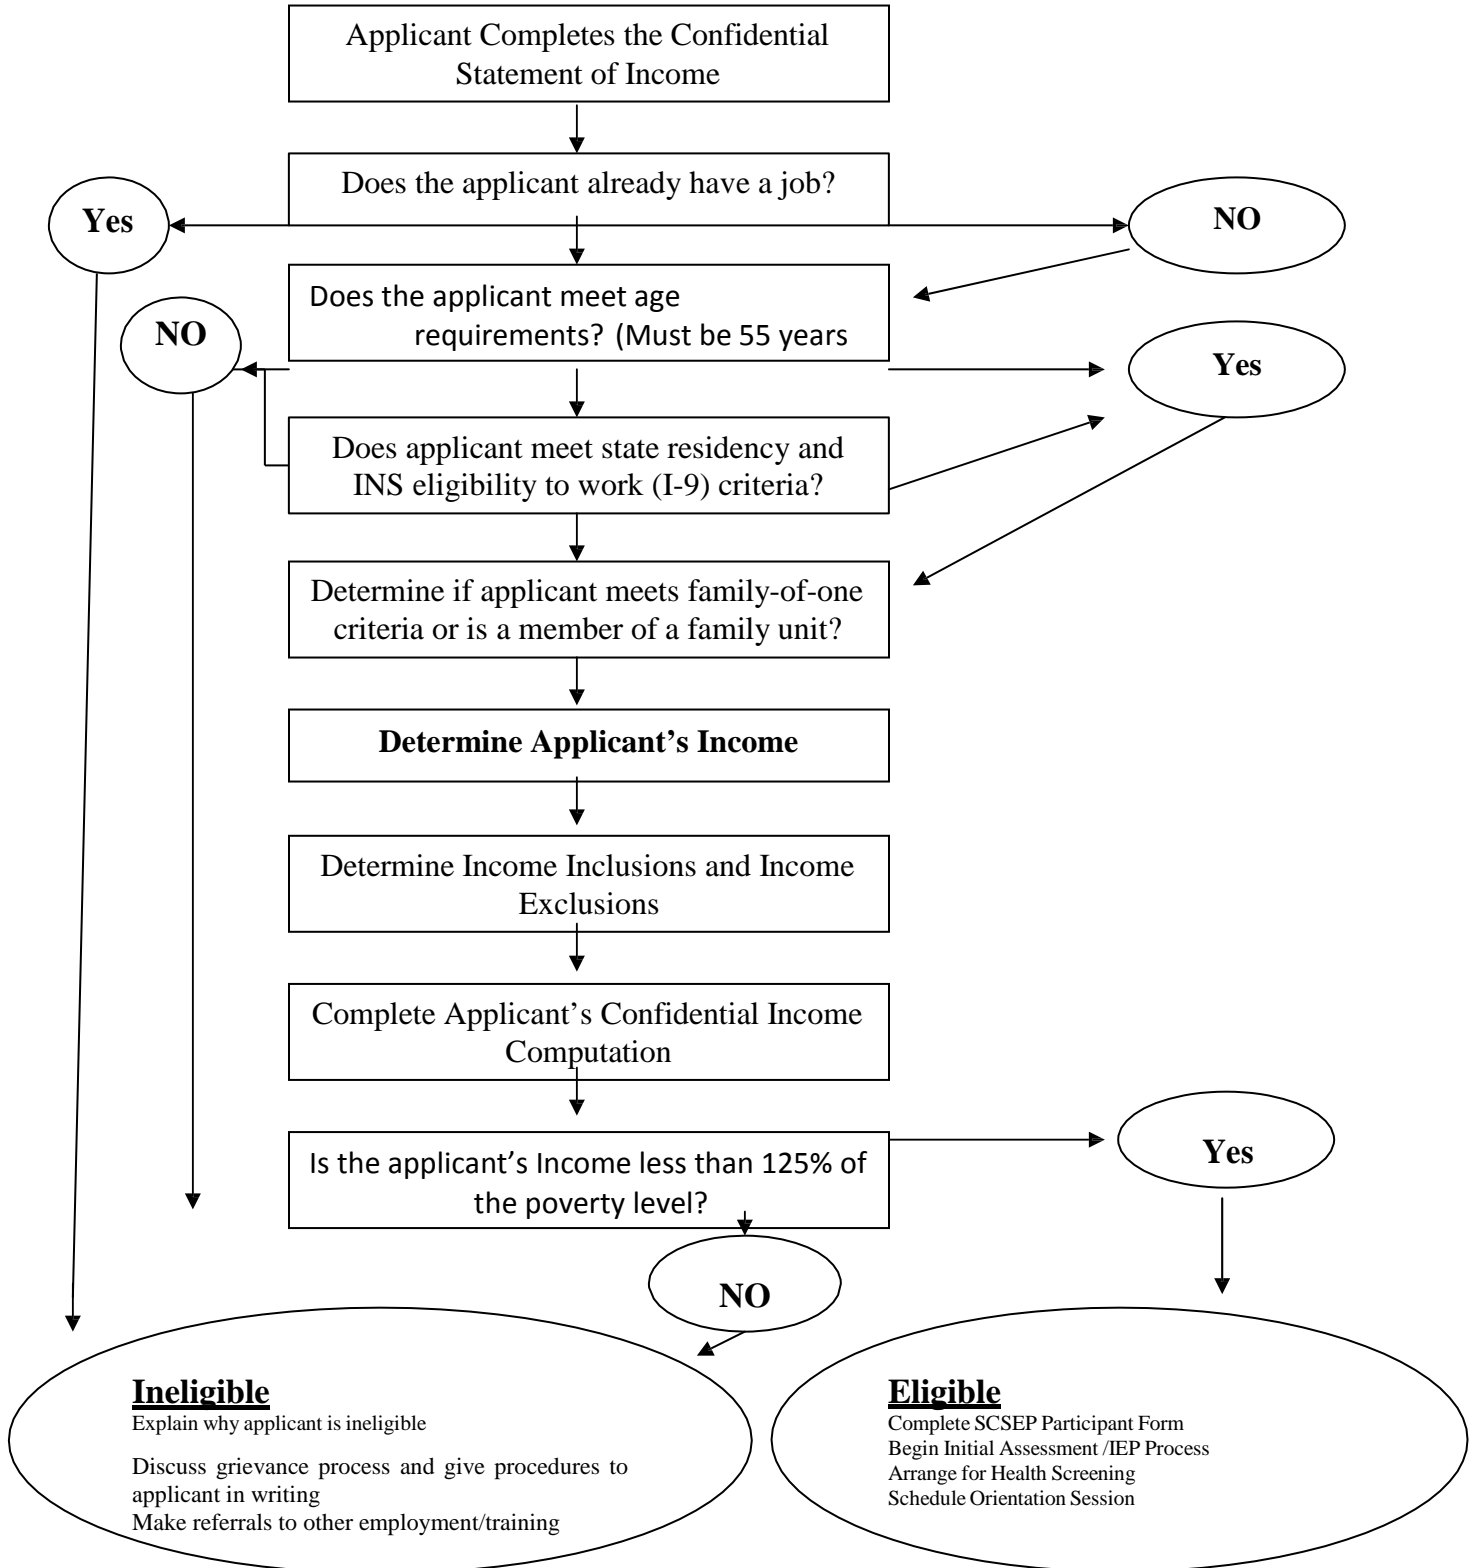 Applicant Completes the Confidential
Statement of Income
Does the applicant already have a job?
Yes
NO
Does the applicant meet age
requirements? (Must be 55 years
NO
Yes
Does applicant meet state residency and
INS eligibility to work (I-9) criteria?
Determine if applicant meets family-of-one
criteria or is a member of a family unit?
Determine Applicant’s Income
Determine Income Inclusions and Income
Exclusions
Complete Applicant’s Confidential Income
Computation
Is the applicant’s Income less than 125% of
the poverty level?
Yes
NO
Ineligible
Explain why applicant is ineligible
Discuss grievance process and give procedures to
applicant in writing
Make referrals to other employment/training
Eligible
Complete SCSEP Participant Form
Begin Initial Assessment /IEP Process
Arrange for Health Screening
Schedule Orientation Session